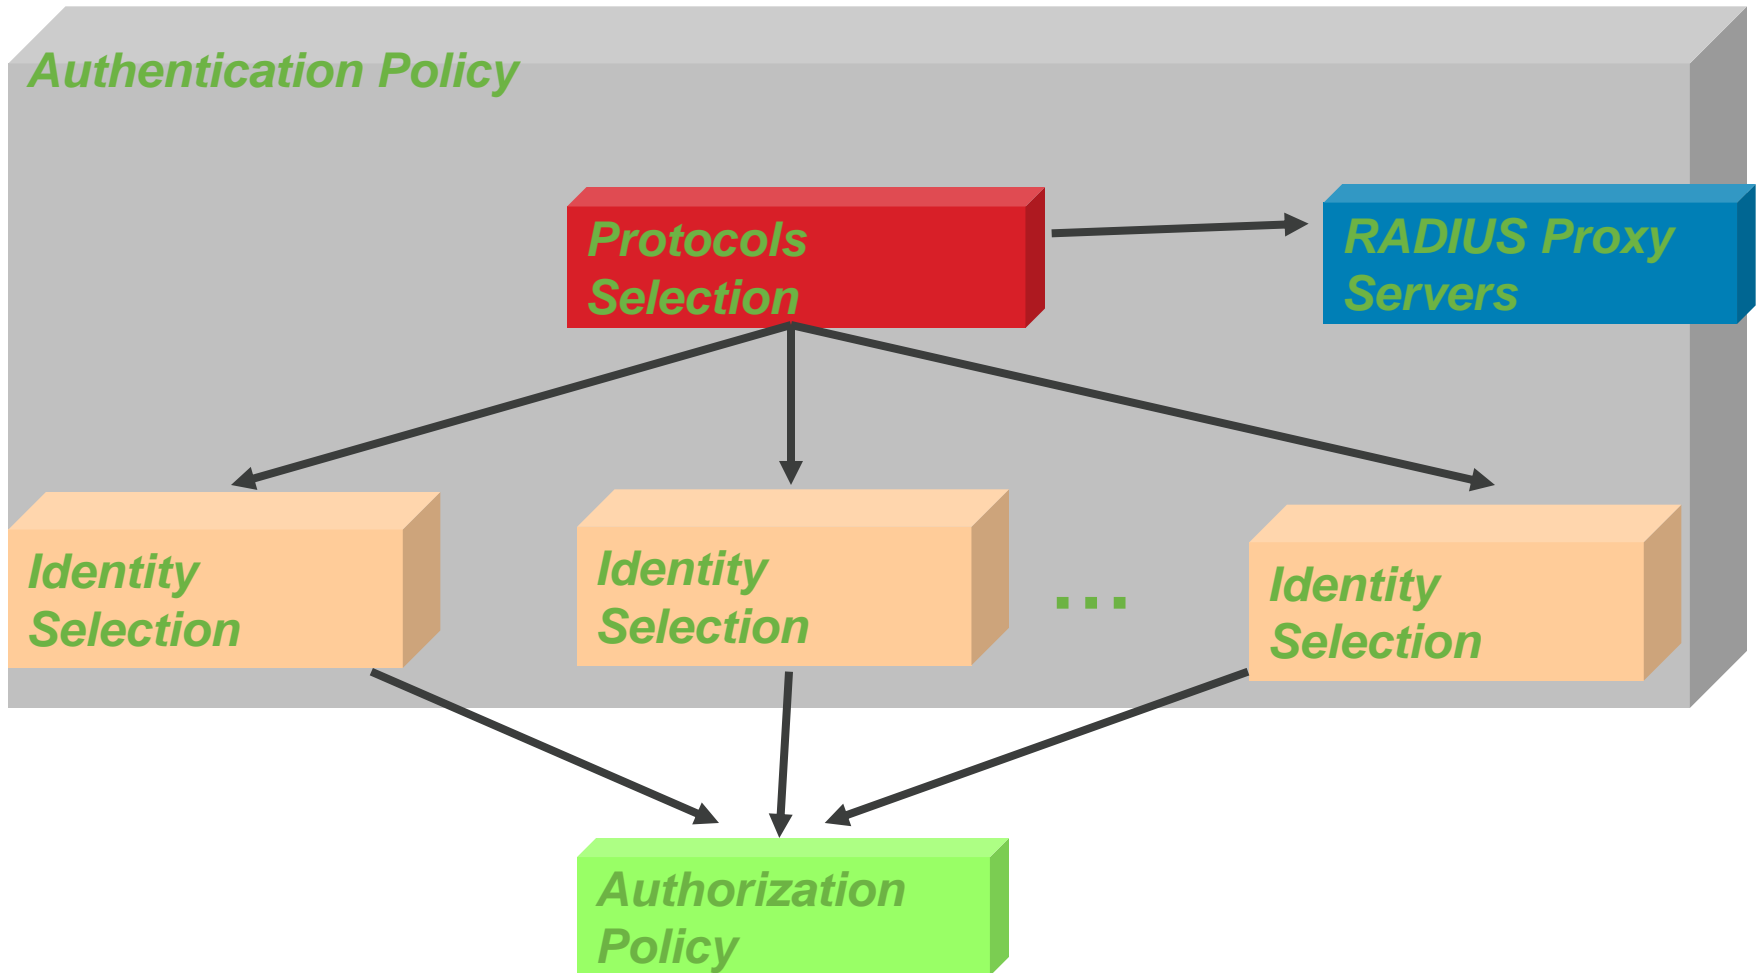 Authentication Policy
Protocols
Selection
RADIUS Proxy
Servers
Identity
Selection
Identity
Selection
...
Identity
Selection
Authorization
Policy